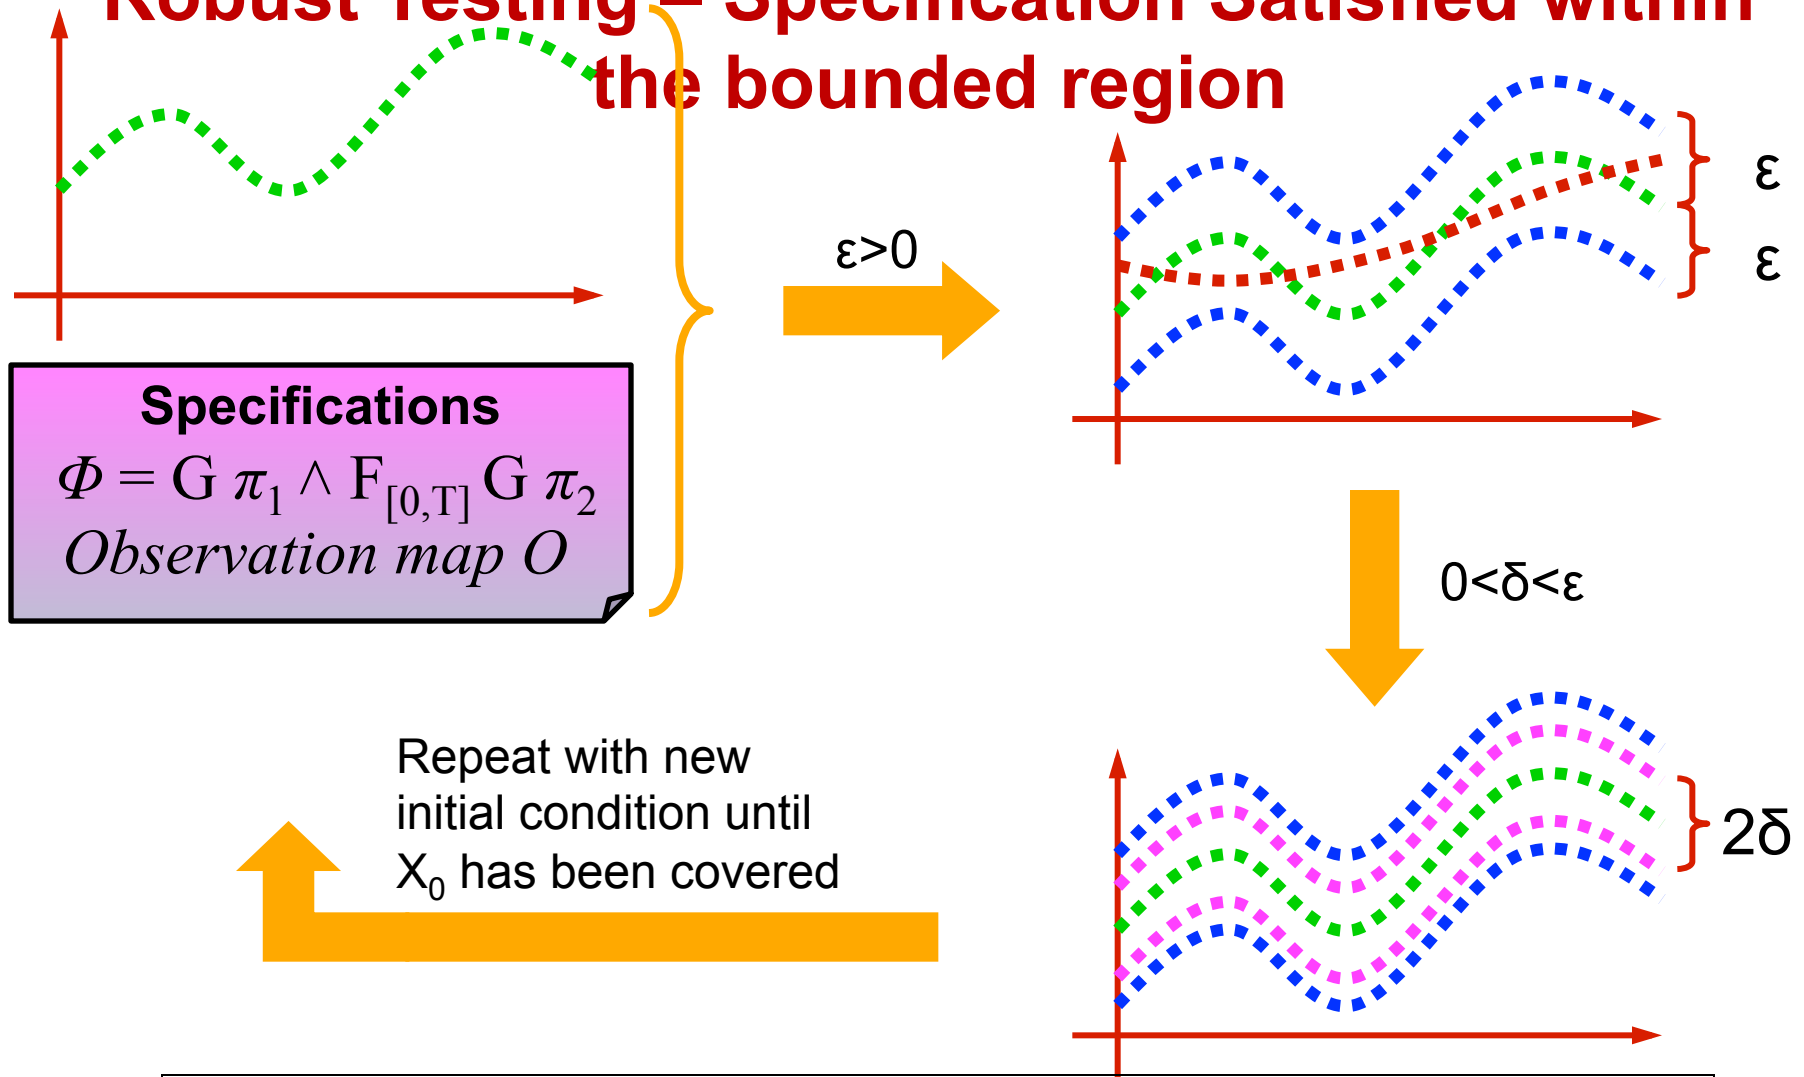 Robust Testing – Specification Satisfied within
the bounded region
ε>0
ε
ε
Specifications
Φ = G π₁ ∧ F[0,T] G π₂
Observation map O
0<δ<ε
Repeat with new
initial condition until
X₀ has been covered
2δ